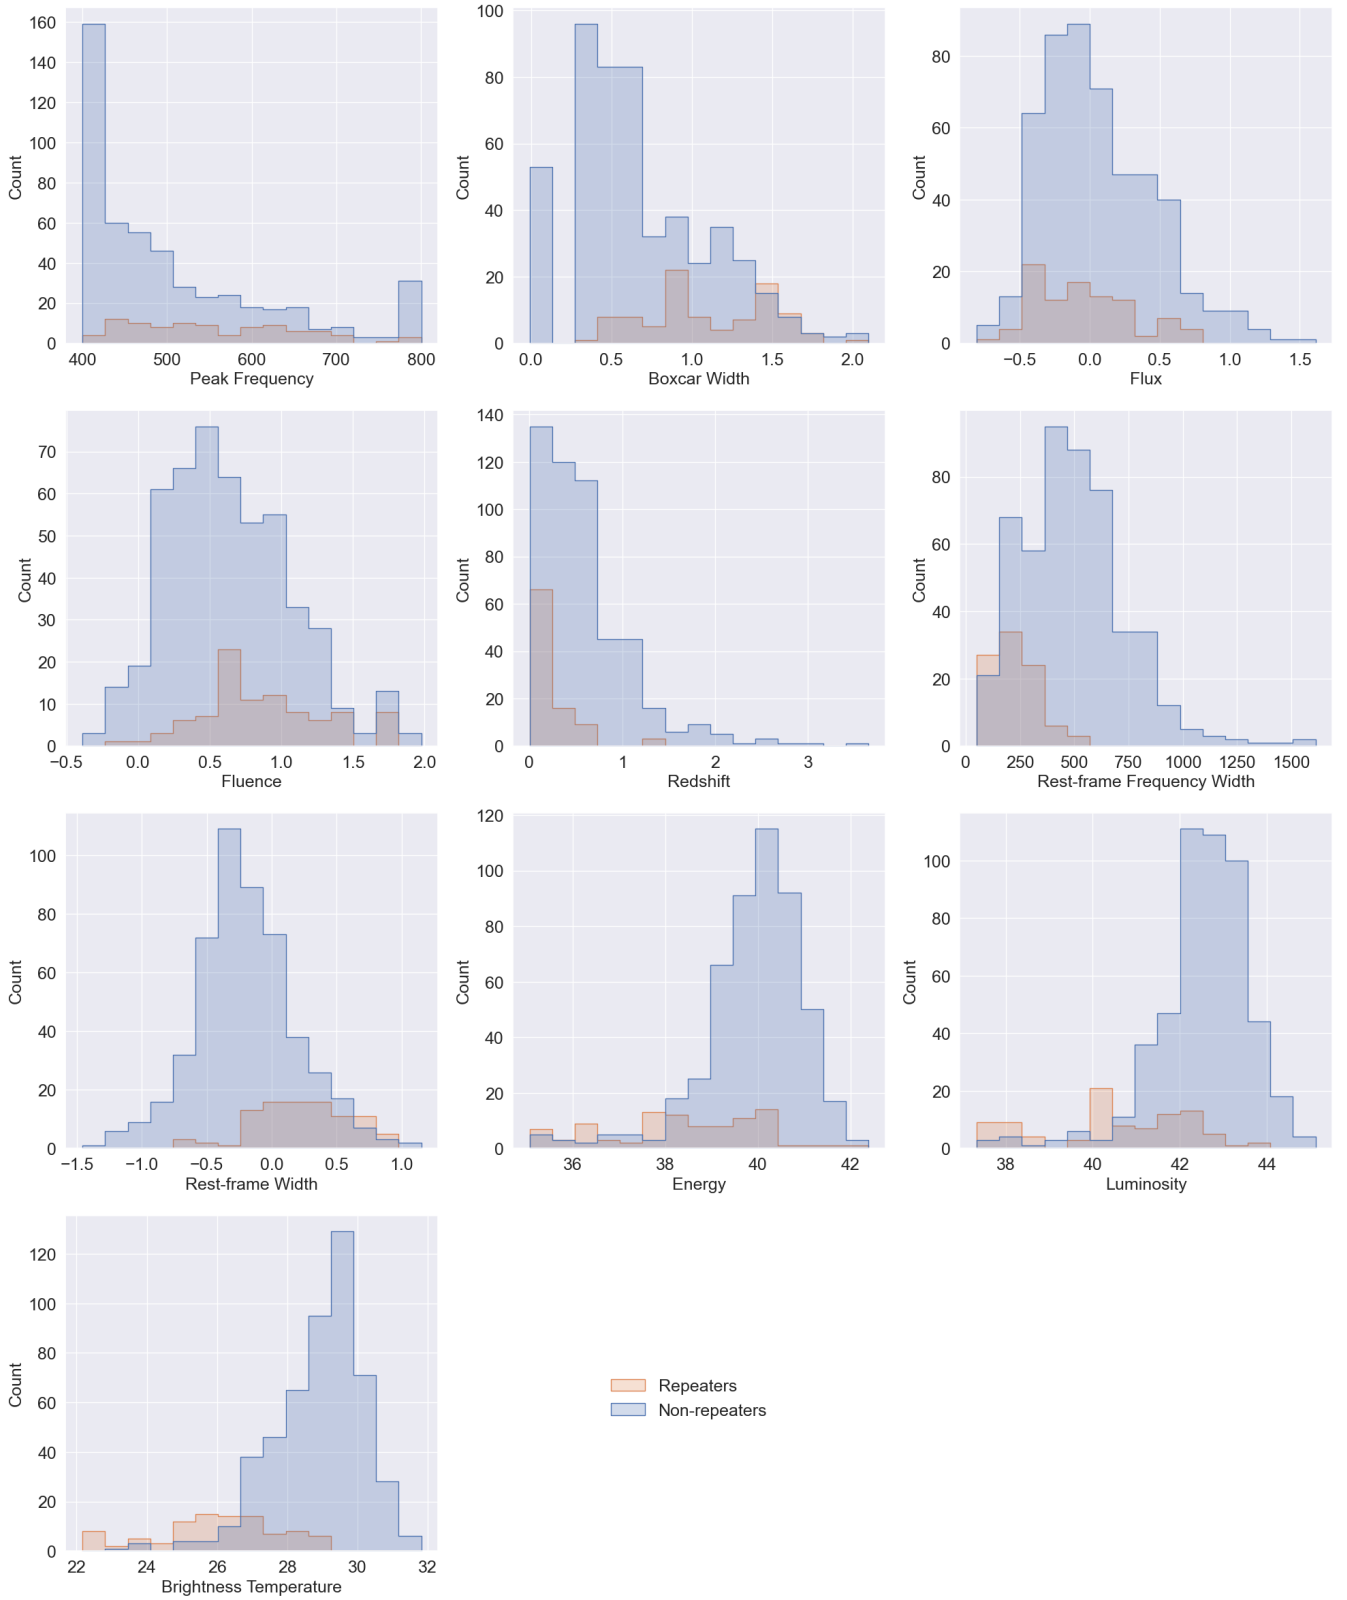 160
140
120
100
80
60
40
20
0
Count
400 500 600 700 800
Peak Frequency
100
80
60
40
20
0
Count
0.0 0.5 1.0 1.5 2.0
Boxcar Width
80
60
40
20
0
Count
−0.5 0.0 0.5 1.0 1.5
Flux
70
60
50
40
30
20
10
0
Count
−0.5 0.0 0.5 1.0 1.5 2.0
Fluence
140
120
100
80
60
40
20
0
Count
0 1 2 3
Redshift
80
60
40
20
0
Count
0 250 500 750 1000 1250 1500
Rest-frame Frequency Width
100
80
60
40
20
0
Count
−1.5 −1.0 −0.5 0.0 0.5 1.0
Rest-frame Width
120
100
80
60
40
20
0
Count
36 38 40 42
Energy
100
80
60
40
20
0
Count
38 40 42 44
Luminosity
120
100
80
60
40
20
0
Count
22 24 26 28 30 32
Brightness Temperature
Repeaters
Non-repeaters